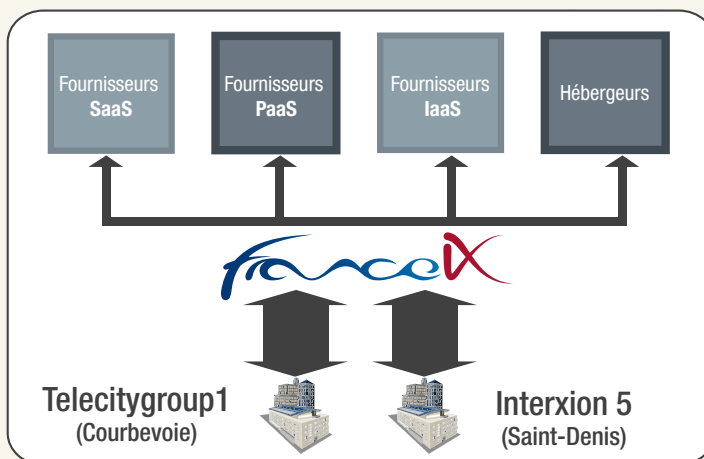 Fournisseurs
SaaS
Fournisseurs
PaaS
Fournisseurs
IaaS
Hébergeurs
franceix
Telecitygroup1
(Courbevoie)
Interxion 5
(Saint-Denis)